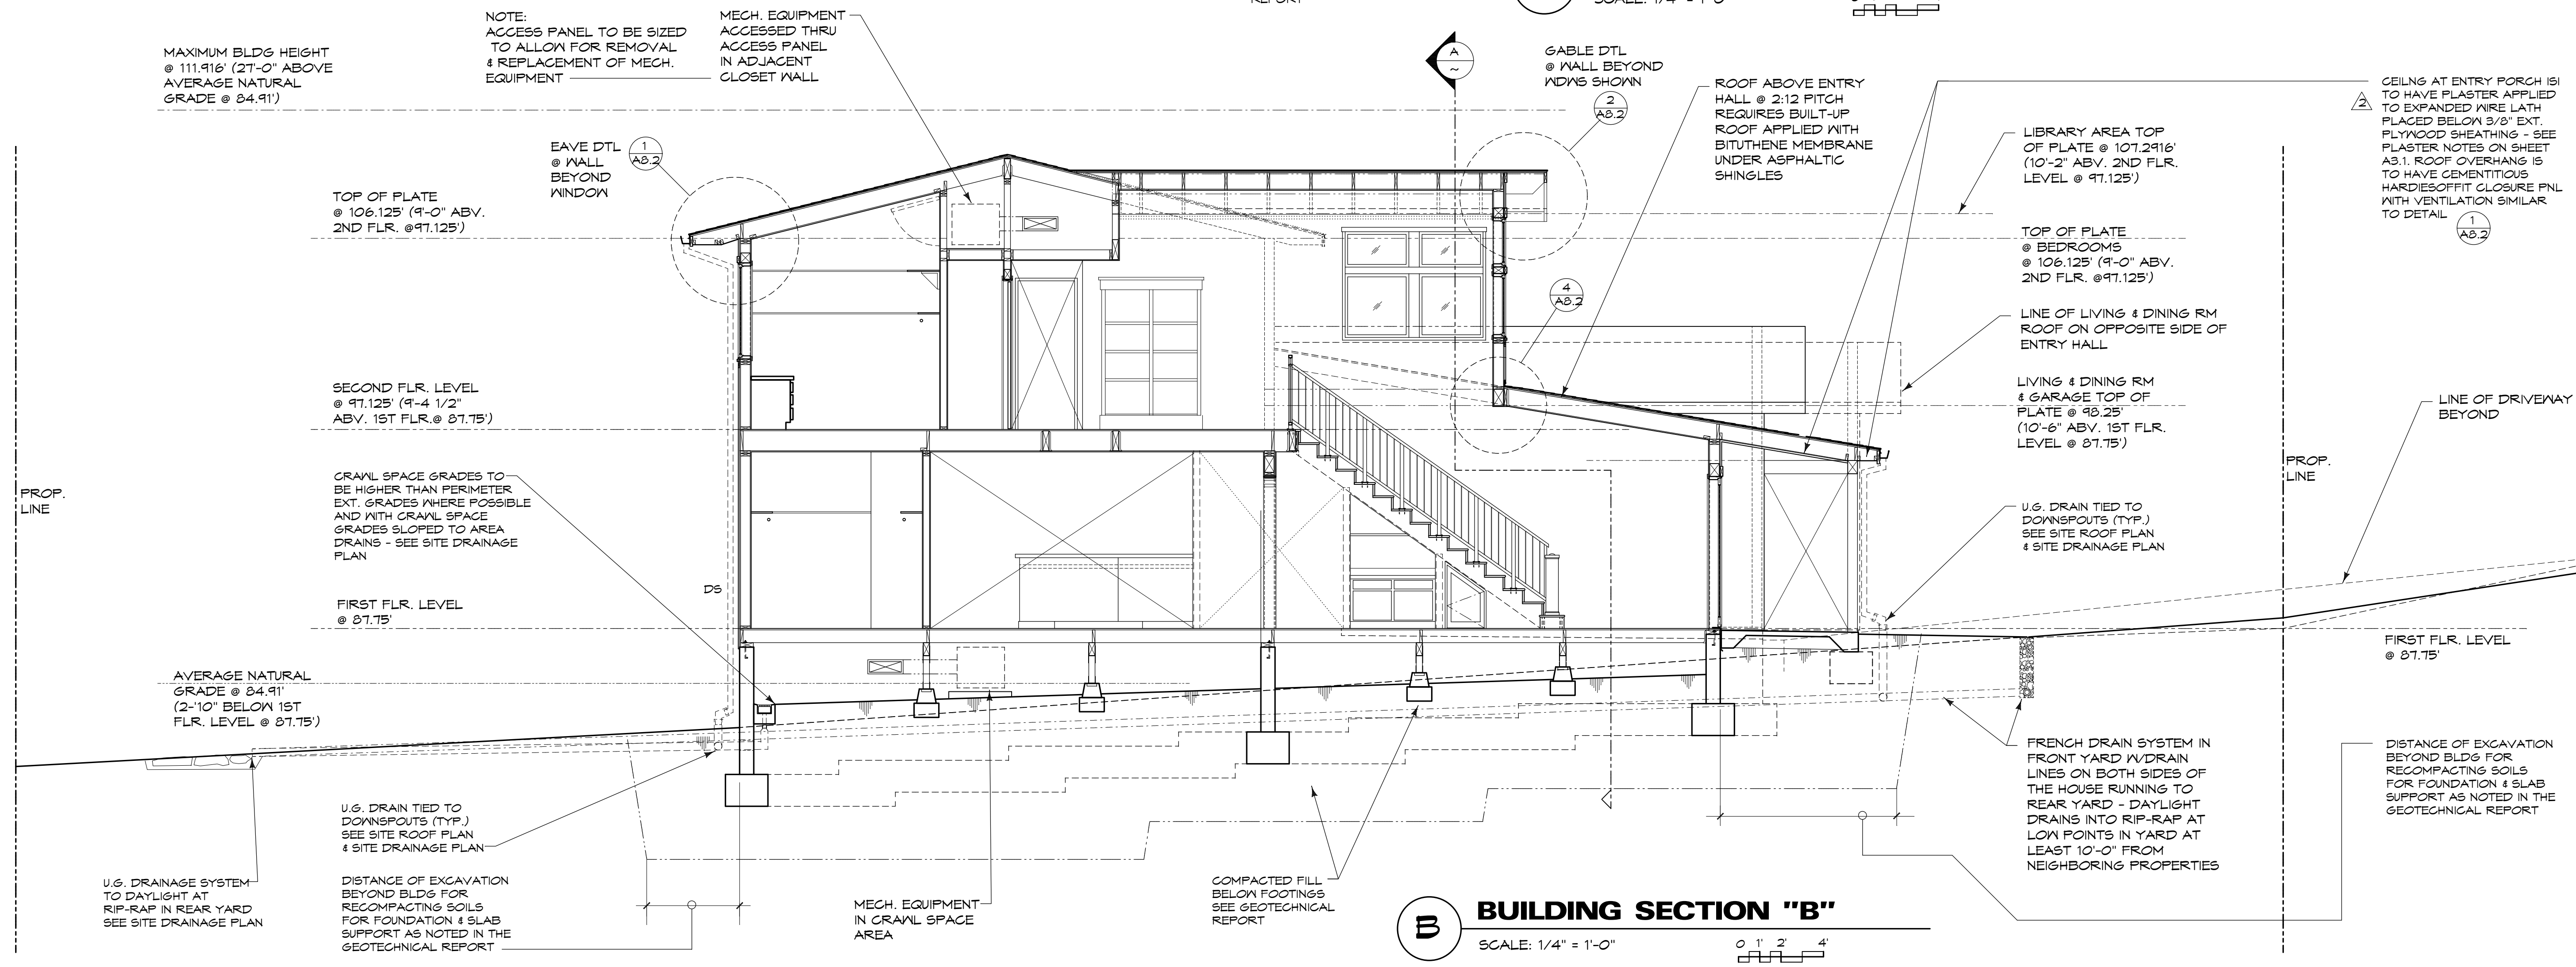 REPORT
SCALE: 1/4" = 1'-0"
NOTE:
ACCESS PANEL TO BE SIZED
TO ALLOW FOR REMOVAL
& REPLACEMENT OF MECH.
EQUIPMENT
MECH. EQUIPMENT
ACCESSED THRU
ACCESS PANEL
IN ADJACENT
CLOSET WALL
MAXIMUM BLDG HEIGHT
@ 111.916' (27'-0" ABOVE
AVERAGE NATURAL
GRADE @ 84.91')
A
~
GABLE DTL
@ WALL BEYOND
WDWS SHOWN
2
A8.2
ROOF ABOVE ENTRY
HALL @ 2:12 PITCH
REQUIRES BUILT-UP
ROOF APPLIED WITH
BITUTHENE MEMBRANE
UNDER ASPHALTIC
SHINGLES
CEILNG AT ENTRY PORCH ISI
TO HAVE PLASTER APPLIED
TO EXPANDED WIRE LATH
PLACED BELOW 3/8" EXT.
PLYWOOD SHEATHING - SEE
PLASTER NOTES ON SHEET
A3.1. ROOF OVERHANG IS
TO HAVE CEMENTITIOUS
HARDIESOFFIT CLOSURE PNL
WITH VENTILATION SIMILAR
TO DETAIL
1
A8.2
2
LIBRARY AREA TOP
OF PLATE @ 107.2916'
(10'-2" ABV. 2ND FLR.
LEVEL @ 97.125')
EAVE DTL
@ WALL
BEYOND
WINDOW
1
A8.2
TOP OF PLATE
@ 106.125' (9'-0" ABV.
2ND FLR. @97.125')
TOP OF PLATE
@ BEDROOMS
@ 106.125' (9'-0" ABV.
2ND FLR. @97.125')
4
A8.2
LINE OF LIVING & DINING RM
ROOF ON OPPOSITE SIDE OF
ENTRY HALL
SECOND FLR. LEVEL
@ 97.125' (9'-4 1/2"
ABV. 1ST FLR.@ 87.75')
LIVING & DINING RM
& GARAGE TOP OF
PLATE @ 98.25'
(10'-6" ABV. 1ST FLR.
LEVEL @ 87.75')
LINE OF DRIVEWAY
BEYOND
PROP.
LINE
CRAWL SPACE GRADES TO
BE HIGHER THAN PERIMETER
EXT. GRADES WHERE POSSIBLE
AND WITH CRAWL SPACE
GRADES SLOPED TO AREA
DRAINS - SEE SITE DRAINAGE
PLAN
PROP.
LINE
U.G. DRAIN TIED TO
DOWNSPOUTS (TYP.)
SEE SITE ROOF PLAN
& SITE DRAINAGE PLAN
DS
FIRST FLR. LEVEL
@ 87.75'
FIRST FLR. LEVEL
@ 87.75'
AVERAGE NATURAL
GRADE @ 84.91'
(2-'10" BELOW 1ST
FLR. LEVEL @ 87.75')
FRENCH DRAIN SYSTEM IN
FRONT YARD W/DRAIN
LINES ON BOTH SIDES OF
THE HOUSE RUNNING TO
REAR YARD - DAYLIGHT
DRAINS INTO RIP-RAP AT
LOW POINTS IN YARD AT
LEAST 10'-0" FROM
NEIGHBORING PROPERTIES
DISTANCE OF EXCAVATION
BEYOND BLDG FOR
RECOMPACTING SOILS
FOR FOUNDATION & SLAB
SUPPORT AS NOTED IN THE
GEOTECHNICAL REPORT
U.G. DRAIN TIED TO
DOWNSPOUTS (TYP.)
SEE SITE ROOF PLAN
& SITE DRAINAGE PLAN
U.G. DRAINAGE SYSTEM
TO DAYLIGHT AT
RIP-RAP IN REAR YARD
SEE SITE DRAINAGE PLAN
DISTANCE OF EXCAVATION
BEYOND BLDG FOR
RECOMPACTING SOILS
FOR FOUNDATION & SLAB
SUPPORT AS NOTED IN THE
GEOTECHNICAL REPORT
MECH. EQUIPMENT
IN CRAWL SPACE
AREA
COMPACTED FILL
BELOW FOOTINGS
SEE GEOTECHNICAL
REPORT
B
BUILDING SECTION "B"
SCALE: 1/4" = 1'-0"
0 1' 2' 4'